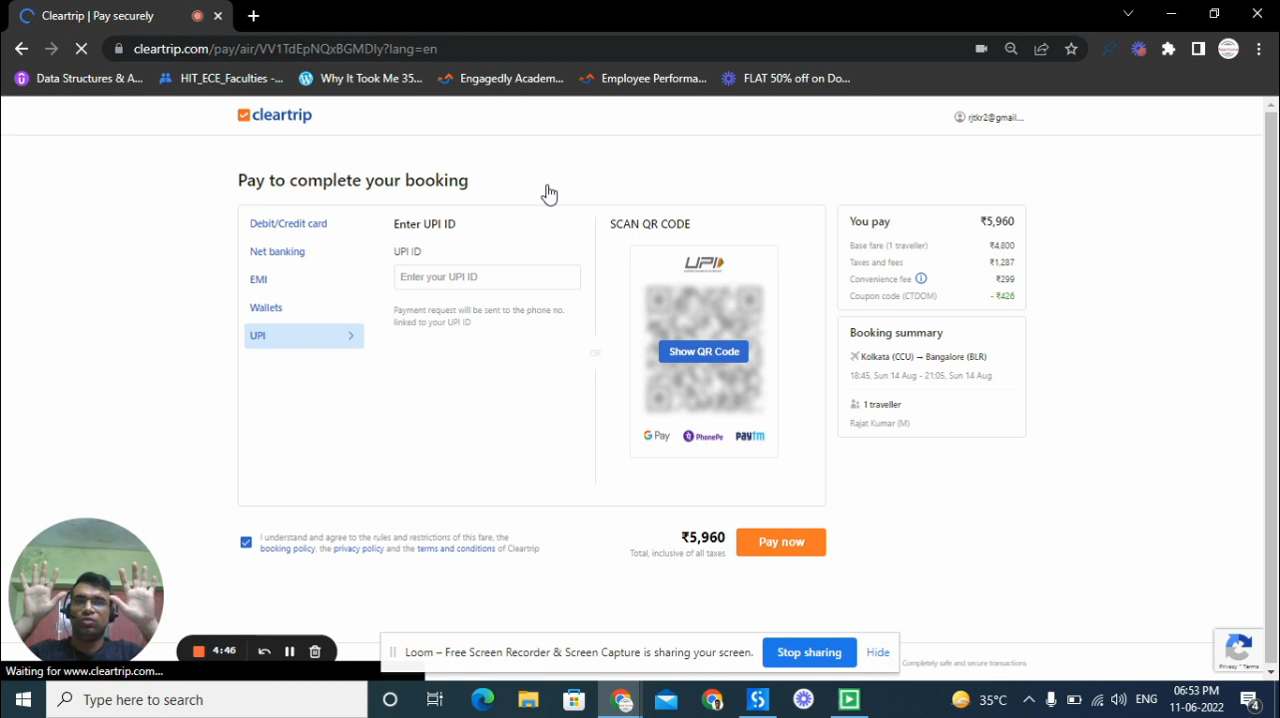 Cleartrip | Pay securely
cleartrip.com/pay/air/VV1TdEpNQxBGMDIy?lang=en
Data Structures & A... HIT_ECE_Faculties -... Why It Took Me 35... Engagedly Academ... Employee Performa... FLAT 50% off on Do...
cleartrip
rjtkr2@gmail....
Pay to complete your booking
Debit/Credit card
Net banking
EMI
Wallets
UPI
Enter UPI ID
UPI ID
Enter your UPI ID
Payment request will be sent to the phone no.
linked to your UPI ID
OR
SCAN QR CODE
UPI
Show QR Code
G Pay PhonePe paytm
You pay ₹5,960
Base fare (1 traveller) ₹4,800
Taxes and fees ₹1,287
Convenience fee ₹299
Coupon code (CTDOM) - ₹426
Booking summary
Kolkata (CCU) → Bangalore (BLR)
18:45, Sun 14 Aug - 21:05, Sun 14 Aug
1 traveller
Rajat Kumar (M)
I understand and agree to the rules and restrictions of this fare, the
booking policy, the privacy policy and the terms and conditions of Cleartrip
₹5,960
Total, inclusive of all taxes
Pay now
4:46
Loom – Free Screen Recorder & Screen Capture is sharing your screen.
Stop sharing
Hide
Completely safe and secure transactions
Privacy - Terms
Waiting for www.cleartrip.com...
Type here to search
35°C
ENG
06:53 PM
11-06-2022
4